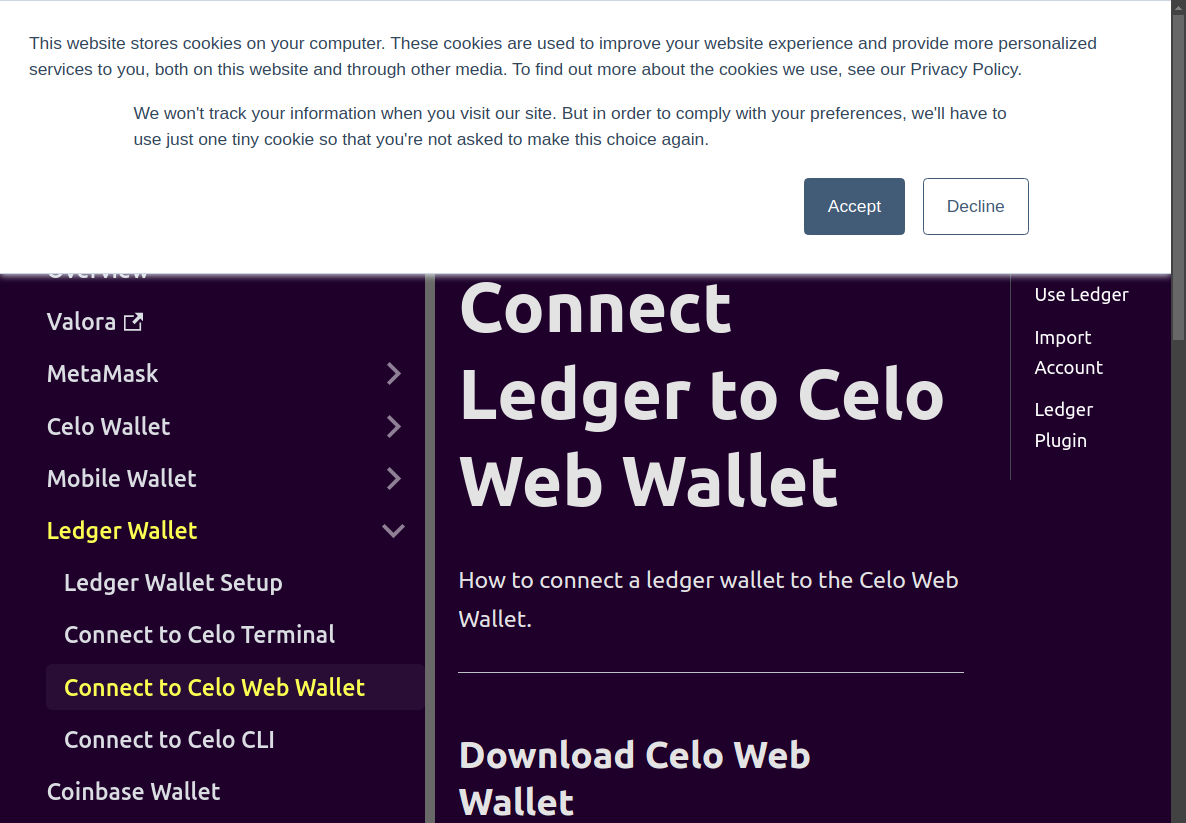 This website stores cookies on your computer. These cookies are used to improve your website experience and provide more personalized
services to you, both on this website and through other media. To find out more about the cookies we use, see our Privacy Policy.
We won't track your information when you visit our site. But in order to comply with your preferences, we'll have to
use just one tiny cookie so that you're not asked to make this choice again.
Accept
Decline
Overview
Valora
MetaMask
Celo Wallet
Mobile Wallet
Ledger Wallet
Ledger Wallet Setup
Connect to Celo Terminal
Connect to Celo Web Wallet
Connect to Celo CLI
Coinbase Wallet
Connect
Ledger to Celo
Web Wallet
How to connect a ledger wallet to the Celo Web
Wallet.
Download Celo Web
Wallet
Use Ledger
Import
Account
Ledger
Plugin